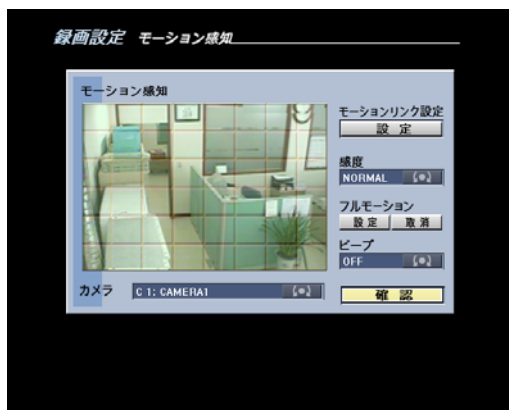 録画設定 モーション感知
モーション感知
モーションリンク設定
設 定
感度
NORMAL
フルモーション
設 定 取 消
ビープ
OFF
カメラ C 1: CAMERA1
確 認